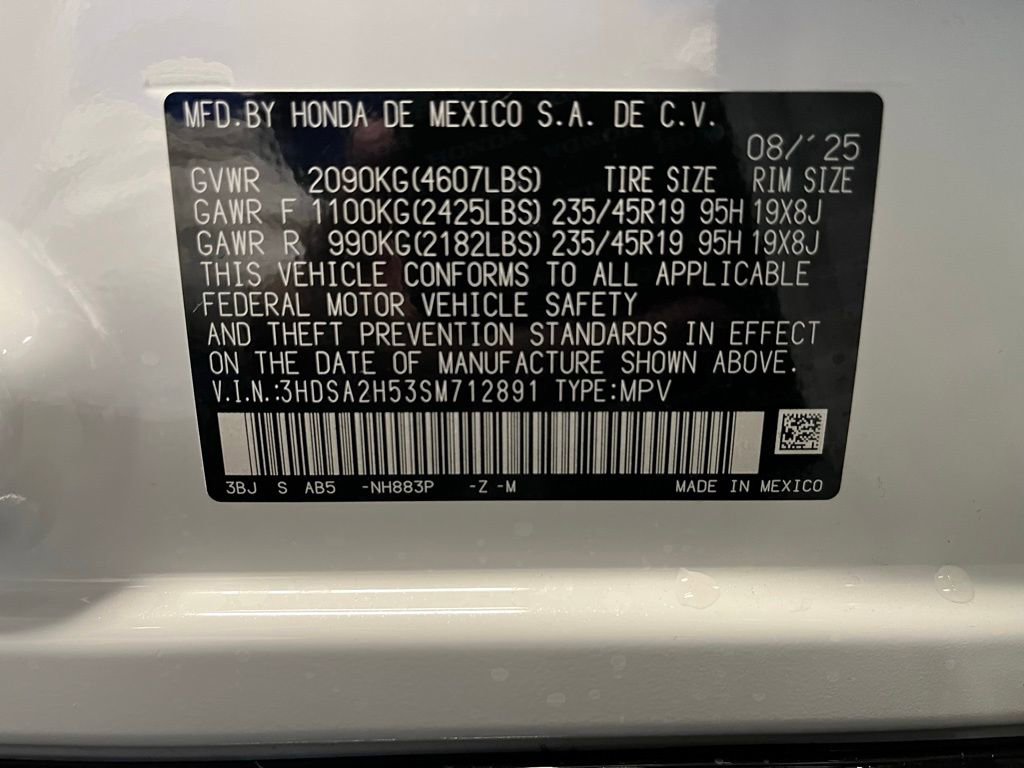 MFD.BY HONDA DE MEXICO S.A. DE C.V.
08/´25
GVWR 2090KG(4607LBS) TIRE SIZE RIM SIZE
GAWR F 1100KG(2425LBS) 235/45R19 95H 19X8J
GAWR R 990KG(2182LBS) 235/45R19 95H 19X8J
THIS VEHICLE CONFORMS TO ALL APPLICABLE
FEDERAL MOTOR VEHICLE SAFETY
AND THEFT PREVENTION STANDARDS IN EFFECT
ON THE DATE OF MANUFACTURE SHOWN ABOVE.
V.I.N.:3HDSA2H53SM712891 TYPE:MPV
3BJ S AB5 -NH883P -Z -M MADE IN MEXICO